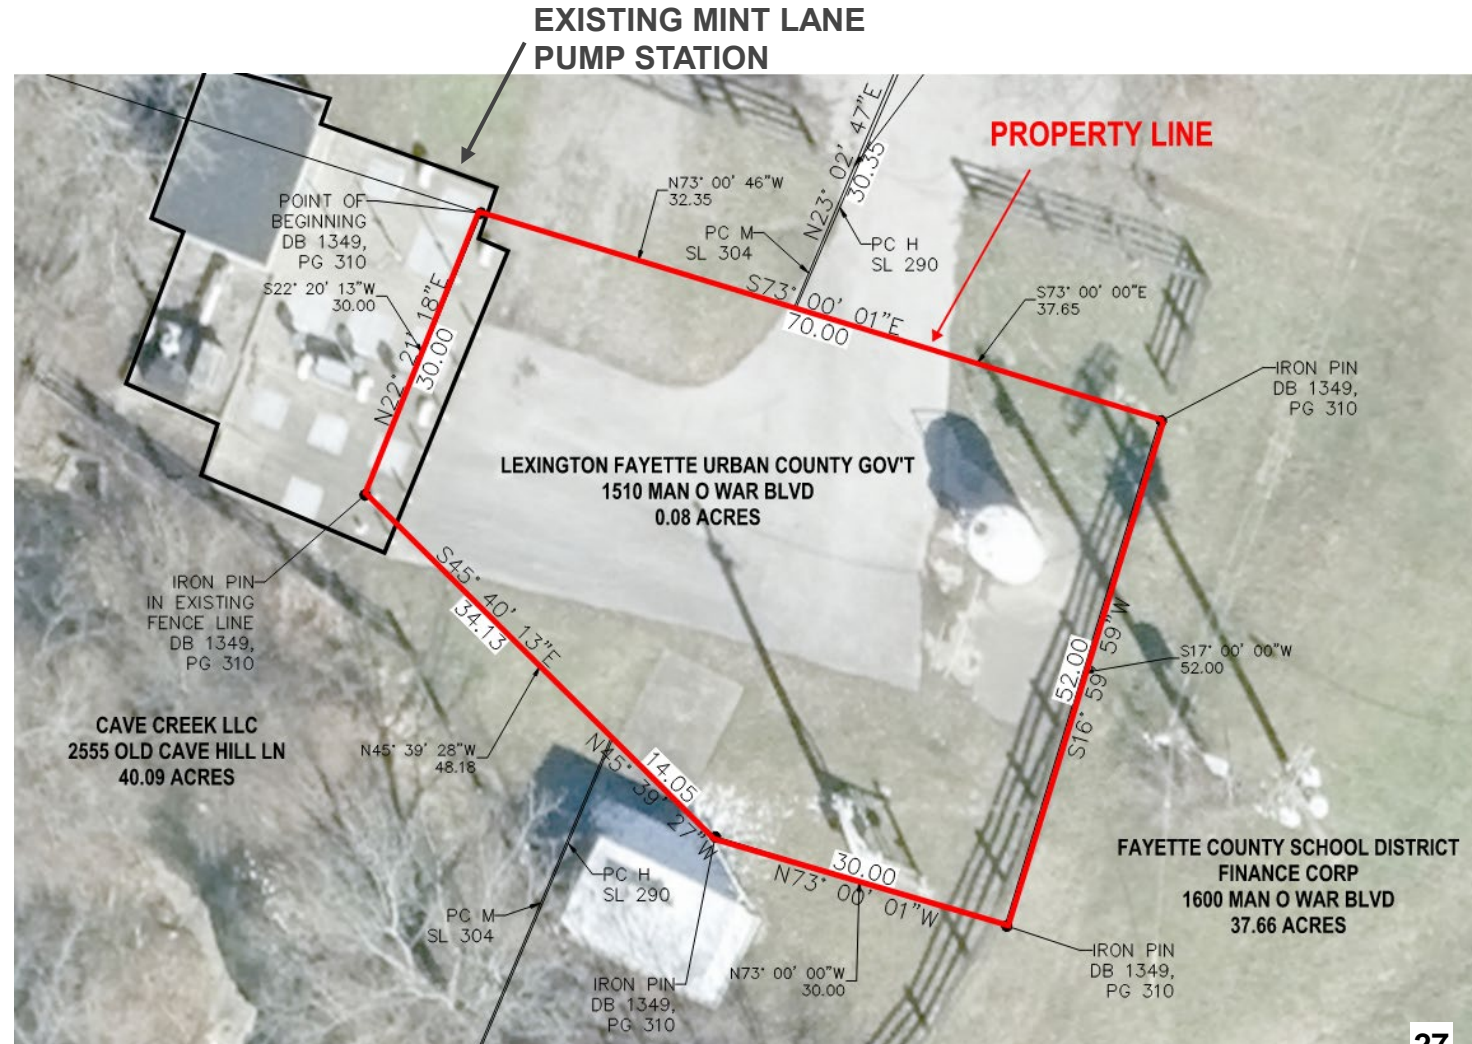 EXISTING MINT LANE
PUMP STATION
PROPERTY LINE
N23° 02' 47"E
30.35
N73° 00' 46"W
32.35
POINT OF
BEGINNING
DB 1349,
PG 310
PC M
SL 304
PC H
SL 290
S22° 20' 13"W
30.00
N22° 21' 18"E
30.00
S73° 00' 01"E
70.00
S73° 00' 00"E
37.65
IRON PIN
DB 1349,
PG 310
LEXINGTON FAYETTE URBAN COUNTY GOV'T
1510 MAN O WAR BLVD
0.08 ACRES
IRON PIN
IN EXISTING
FENCE LINE
DB 1349,
PG 310
S45° 40' 13"E
34.13
52.00
S16° 59' 59"W
S17° 00' 00"W
52.00
CAVE CREEK LLC
2555 OLD CAVE HILL LN
40.09 ACRES
N45° 39' 28"W
48.18
14.05
N45° 39' 27"W
30.00
N73° 00' 01"W
PC H
SL 290
PC M
SL 304
FAYETTE COUNTY SCHOOL DISTRICT
FINANCE CORP
1600 MAN O WAR BLVD
37.66 ACRES
IRON PIN
DB 1349,
PG 310
N73° 00' 00"W
30.00
IRON PIN
DB 1349,
PG 310
27